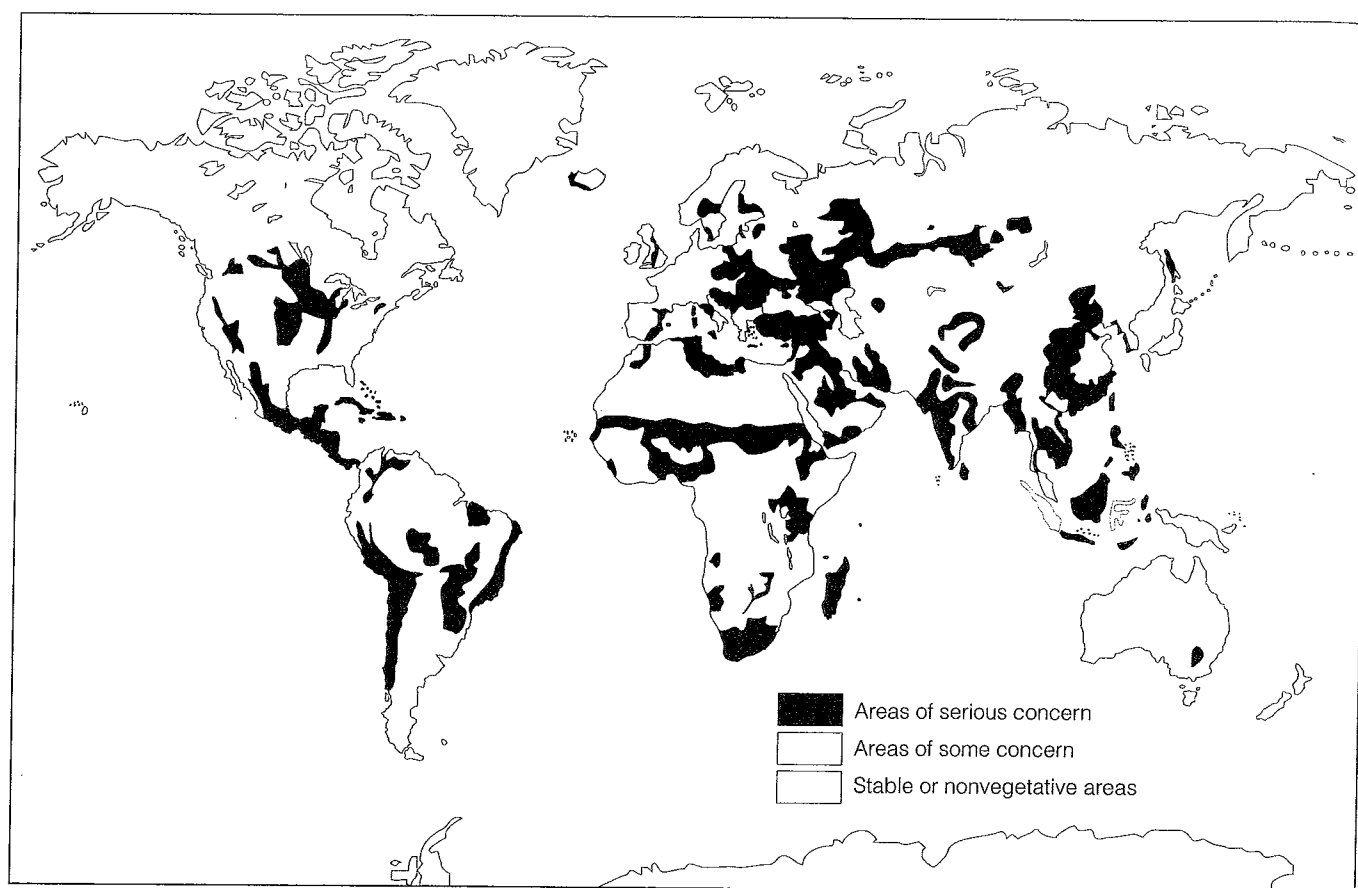 Areas of serious concern
Areas of some concern
Stable or nonvegetative areas